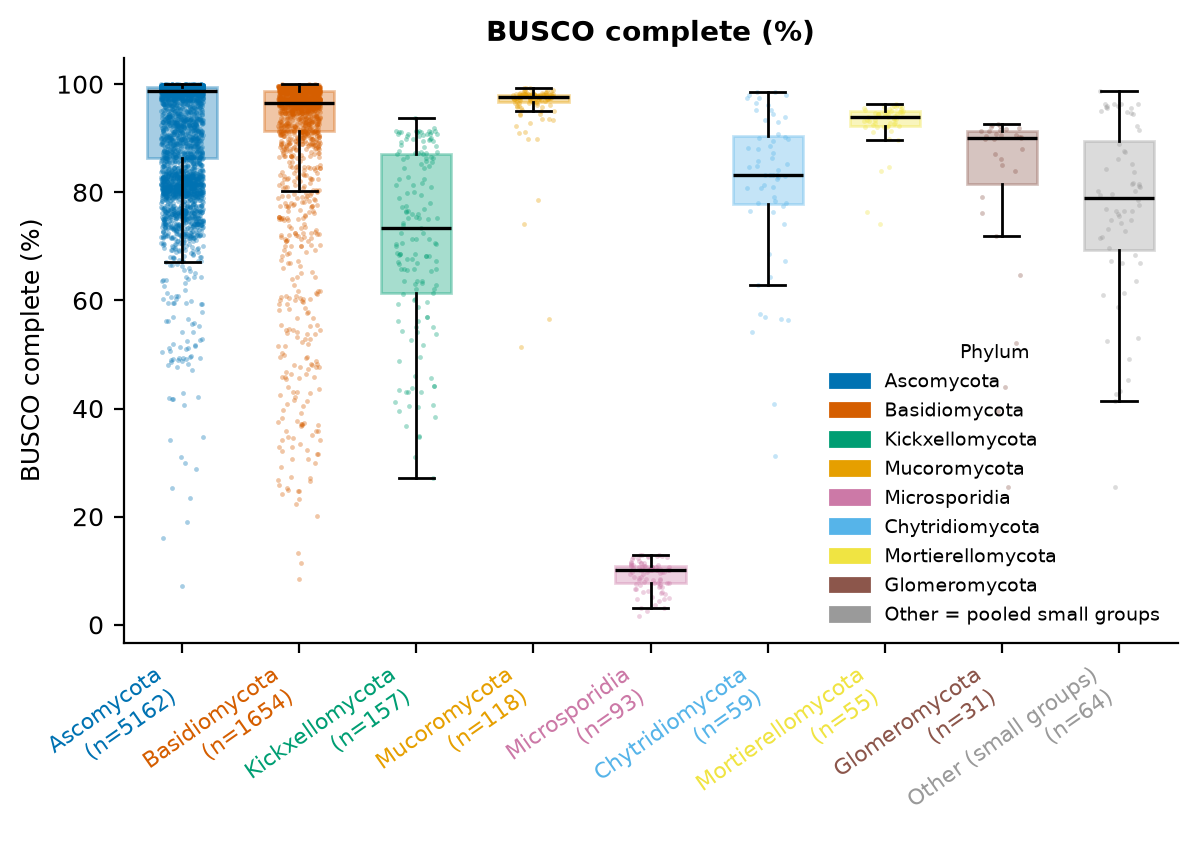 BUSCO complete (%)
BUSCO complete (%)
100
80
60
40
20
0
Phylum
Ascomycota
Basidiomycota
Kickxellomycota
Mucoromycota
Microsporidia
Chytridiomycota
Mortierellomycota
Glomeromycota
Other = pooled small groups
Ascomycota
(n=5162)
Basidiomycota
(n=1654)
Kickxellomycota
(n=157)
Mucoromycota
(n=118)
Microsporidia
(n=93)
Chytridiomycota
(n=59)
Mortierellomycota
(n=55)
Glomeromycota
(n=31)
Other (small groups)
(n=64)